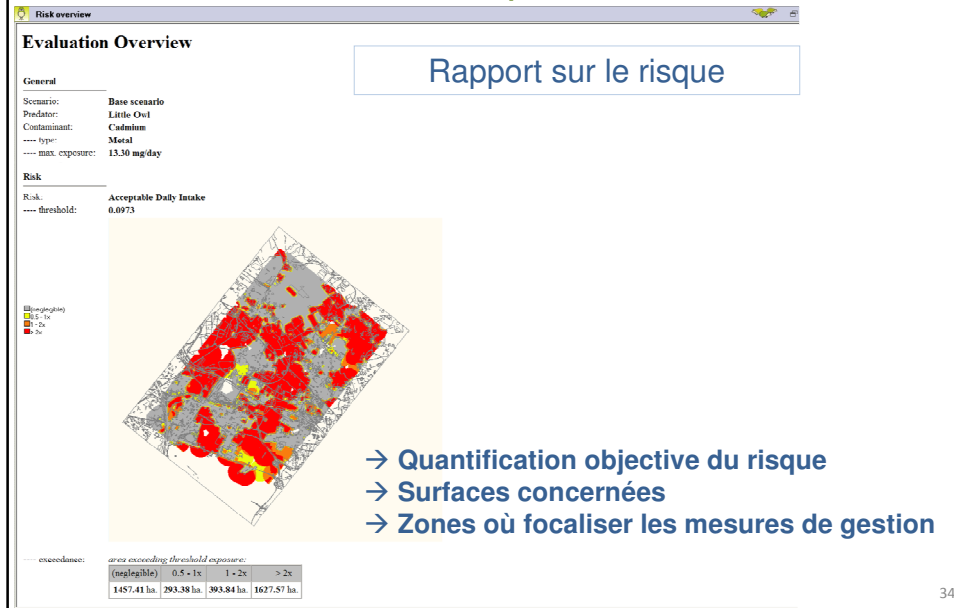 Risk overview
Evaluation Overview
Rapport sur le risque
General
Scenario: Base scenario
Predator: Little Owl
Contaminant: Cadmium
---- type: Metal
---- max. exposure: 13.30 mg/day
Risk
Risk: Acceptable Daily Intake
---- threshold: 0.0973
(neglegible)
0.5 - 1x
1 - 2x
> 2x
→ Quantification objective du risque
→ Surfaces concernées
→ Zones où focaliser les mesures de gestion
---- exceedance: area exceeding threshold exposure:
(neglegible) 0.5 - 1x 1 - 2x > 2x
1457.41 ha. 293.38 ha. 393.84 ha. 1627.57 ha.
34